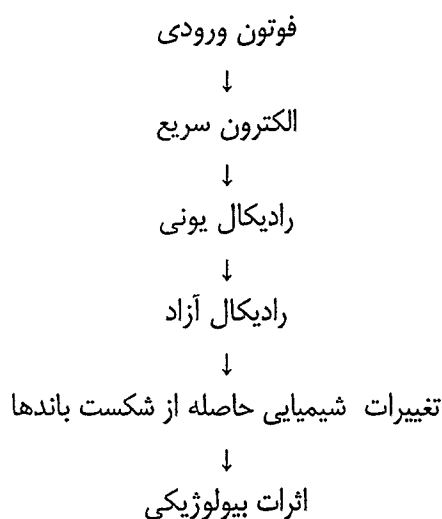 فوتون ورودی
↓
الکترون سریع
↓
رادیکال یونی
↓
رادیکال آزاد
↓
تغییرات شیمیایی حاصله از شکست باندها
↓
اثرات بیولوژیکی